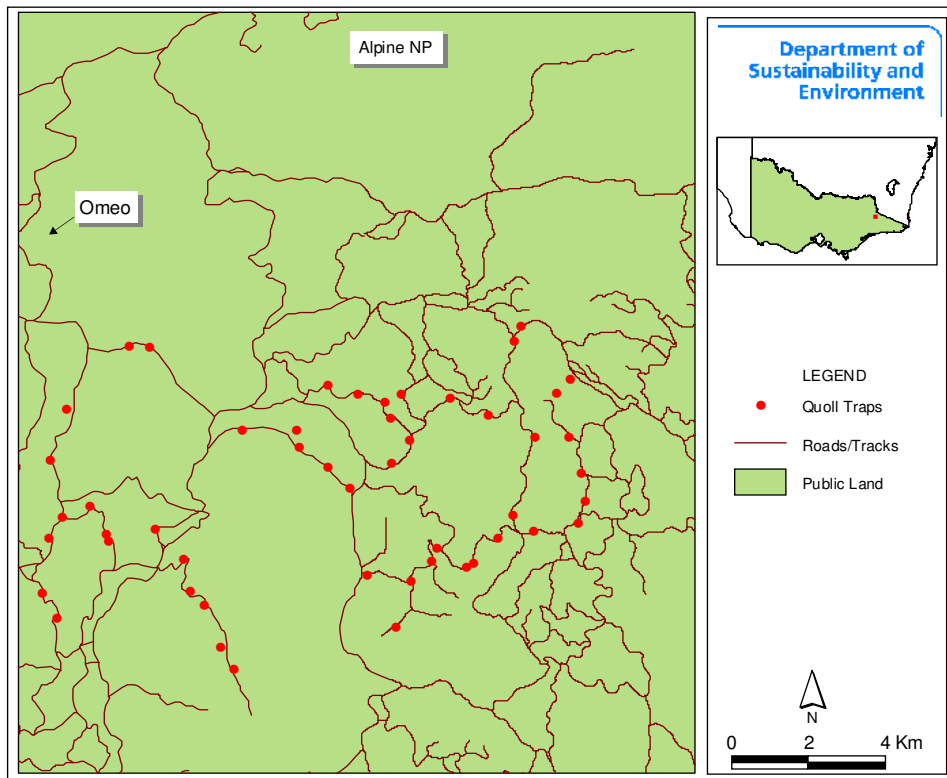 Alpine NP
Omeo
Department of
Sustainability and
Environment
LEGEND
Quoll Traps
Roads/Tracks
Public Land
N
0 2 4 Km